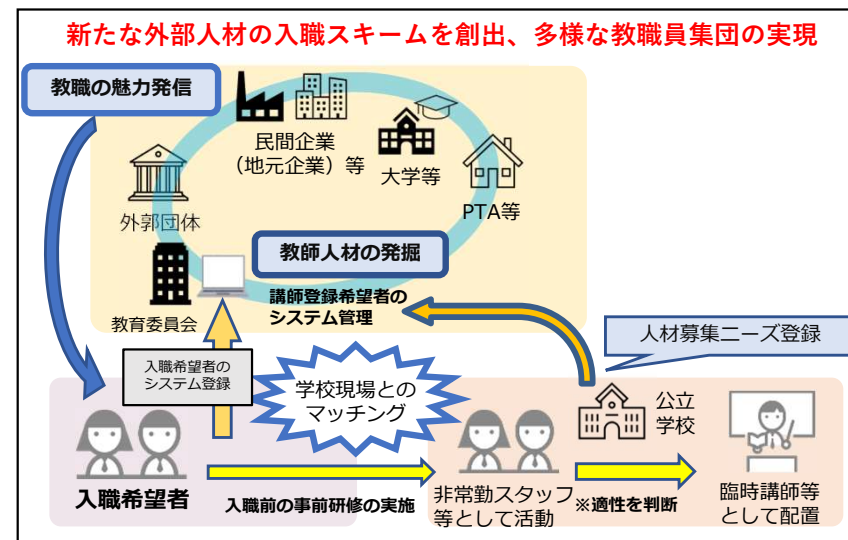 新たな外部人材の入職スキームを創出、多様な教職員集団の実現
教職の魅力発信
民間企業
（地元企業）等
大学等
PTA等
外郭団体
教師人材の発掘
教育委員会
講師登録希望者の
システム管理
人材募集ニーズ登録
入職希望者の
システム登録
学校現場との
マッチング
公立
学校
入職希望者
入職前の事前研修の実施
非常勤スタッフ
等として活動
※適性を判断
臨時講師等
として配置